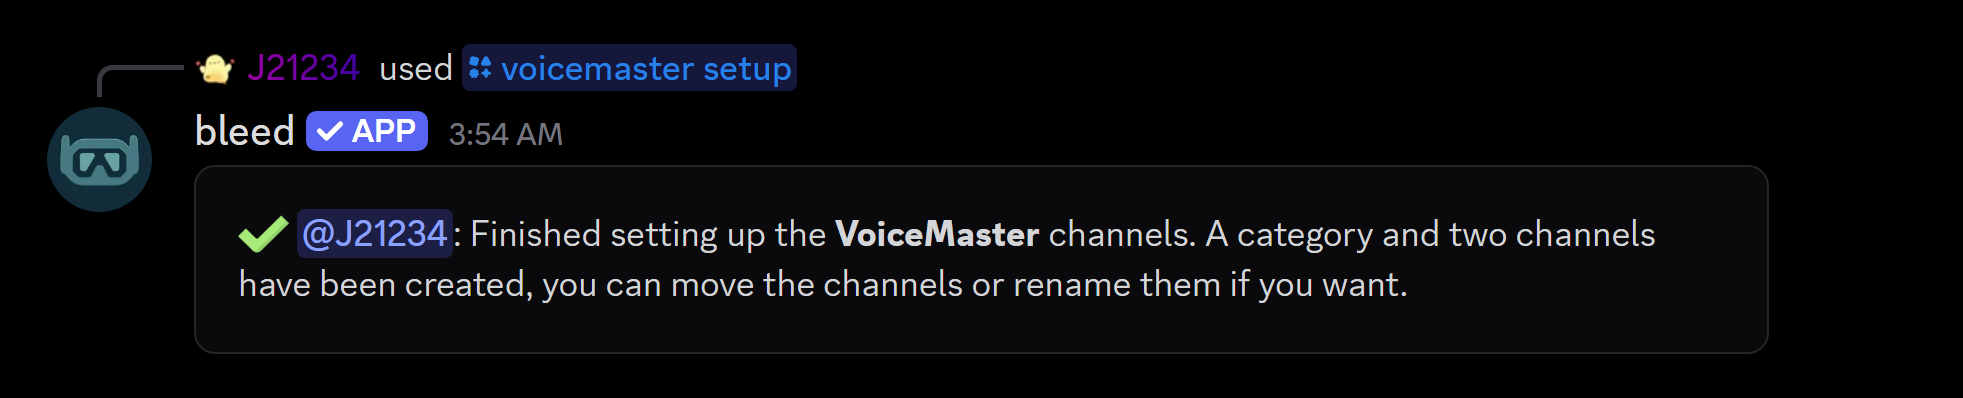 J21234 used voicemaster setup
bleed APP 3:54 AM
@J21234: Finished setting up the VoiceMaster channels. A category and two channels
have been created, you can move the channels or rename them if you want.